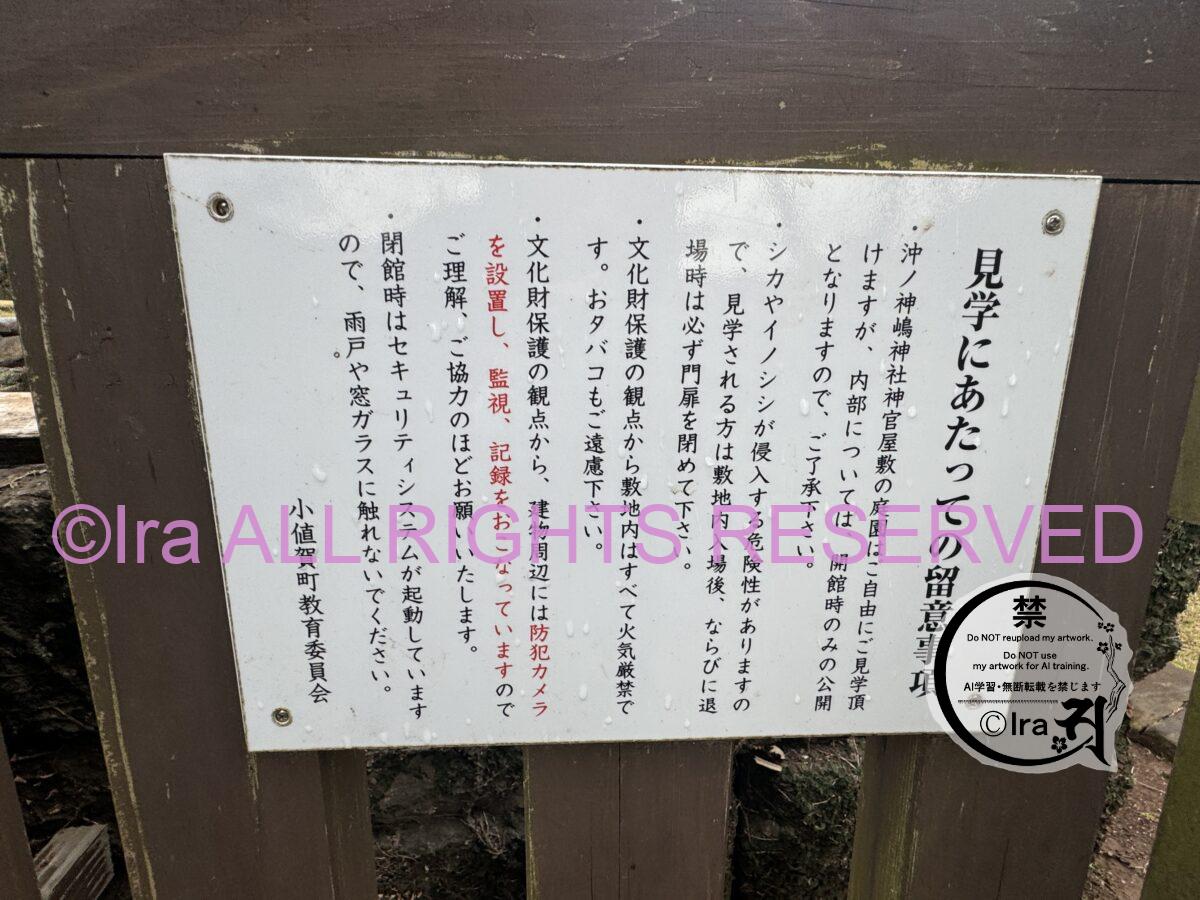 見学にあたっての留意事項
・沖ノ神嶋神社神官屋敷の庭園はご自由にご見学頂
けますが、内部については、開館時のみの公開
となりますので、ご了承下さい。
・シカやイノシシが侵入する危険性がありますの
で、見学される方は敷地内入場後、ならびに退
場時は必ず門扉を閉めて下さい。
・文化財保護の観点から敷地内はすべて火気厳禁で
す。おタバコもご遠慮下さい。
・文化財保護の観点から、建物周辺には防犯カメラ
を設置し、監視、記録をおこなっていますので
ご理解、ご協力のほどお願いいたします。
・閉館時はセキュリティシステムが起動しています
ので、雨戸や窓ガラスに触れないでください。
小値賀町教育委員会
©Ira ALL RIGHTS RESERVED
禁
Do NOT reupload my artwork.
Do NOT use
my artwork for AI training.
AI学習・無断転載を禁じます
©Ira